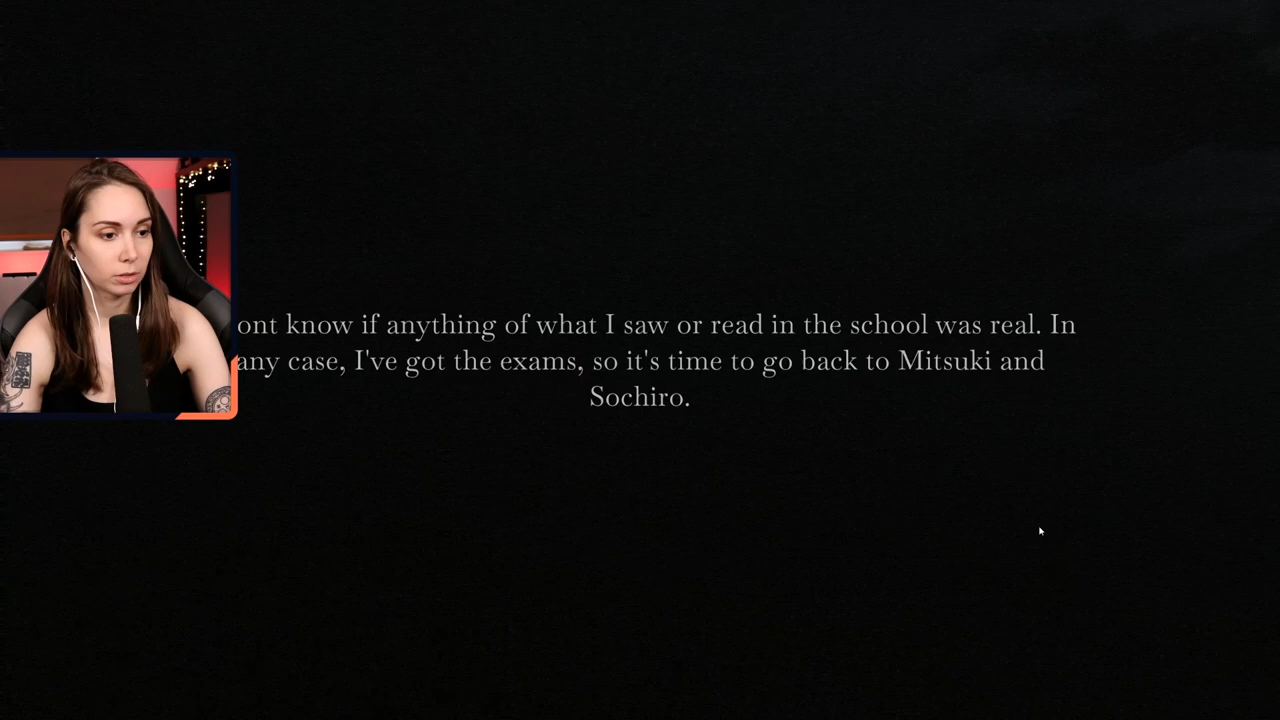 ont know if anything of what I saw or read in the school was real. In
any case, I've got the exams, so it's time to go back to Mitsuki and
Sochiro.